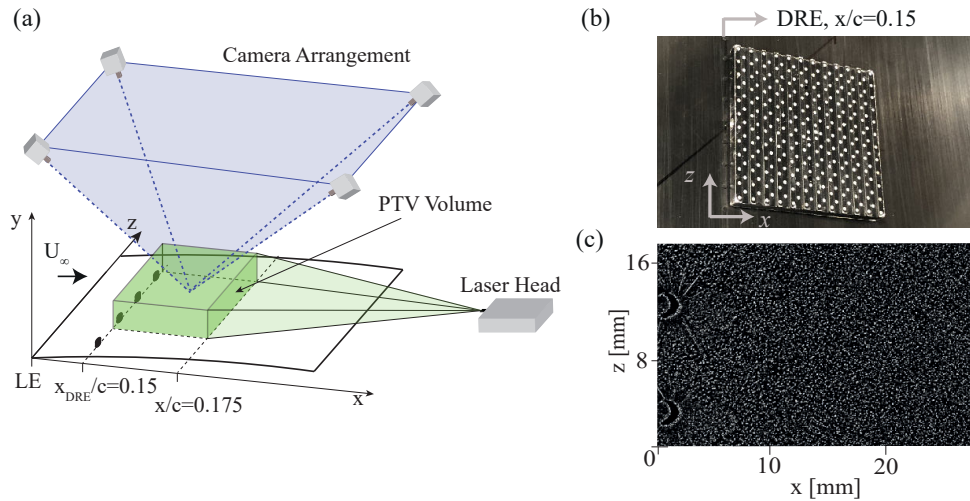 (a)
Camera Arrangement
y
z
PTV Volume
U∞
Laser Head
LE
x_DRE/c=0.15
x/c=0.175
x
(b)
DRE, x/c=0.15
z
x
(c)
16
z [mm]
8
0
10
20
x [mm]